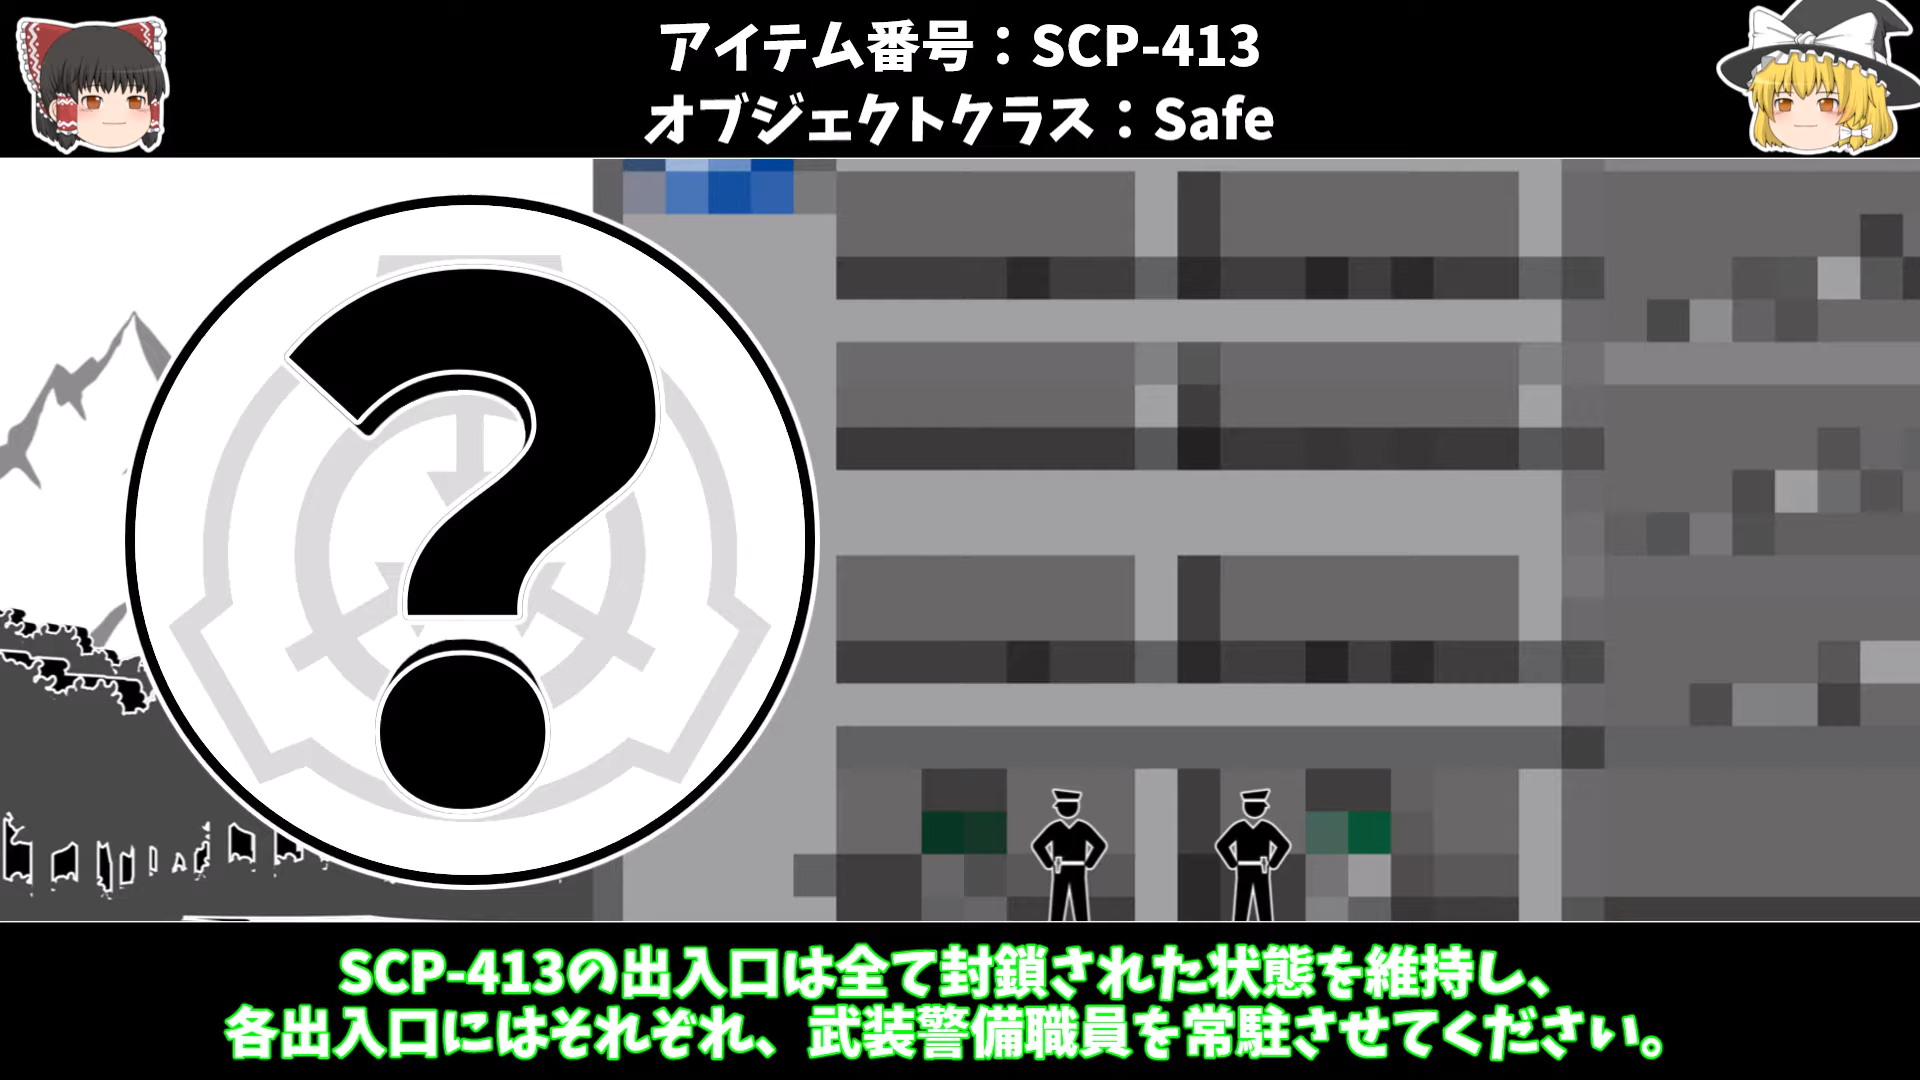 アイテム番号：SCP-413
オブジェクトクラス：Safe
?
SCP-413の出入口は全て封鎖された状態を維持し、
各出入口にはそれぞれ、武装警備職員を常駐させてください。